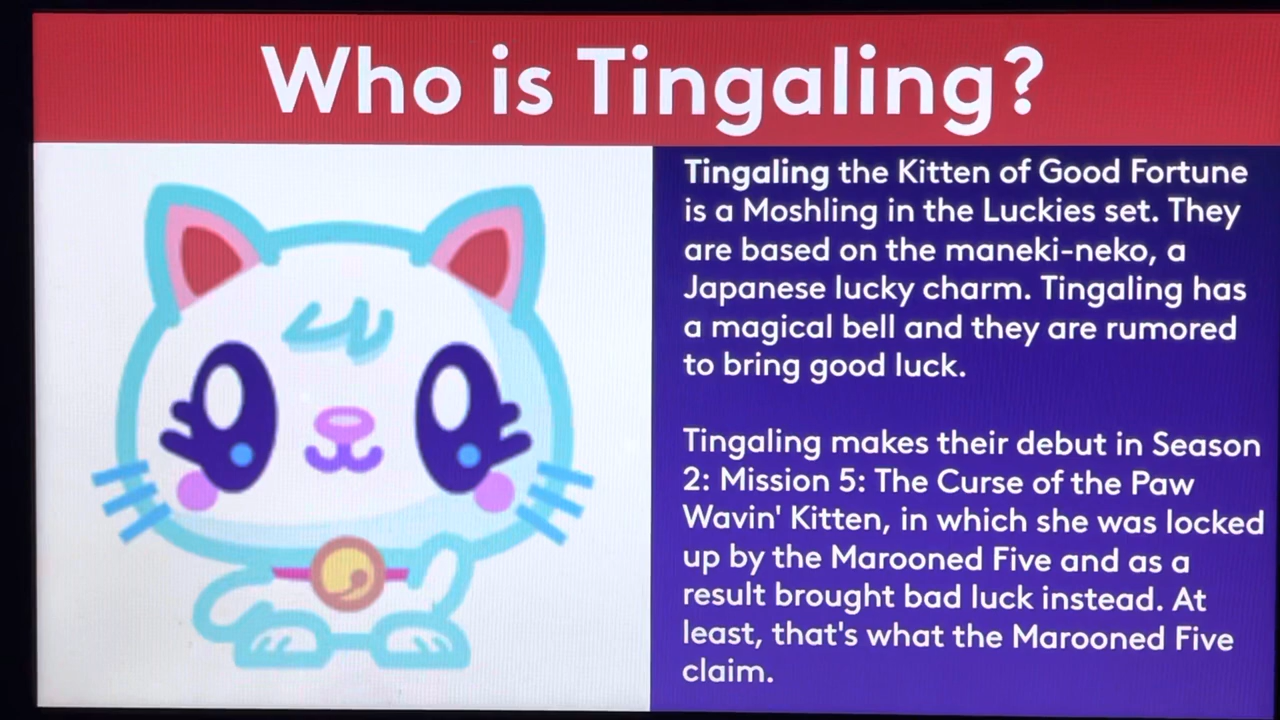 Who is Tingaling?
Tingaling the Kitten of Good Fortune
is a Moshling in the Luckies set. They
are based on the maneki-neko, a
Japanese lucky charm. Tingaling has
a magical bell and they are rumored
to bring good luck.
Tingaling makes their debut in Season
2: Mission 5: The Curse of the Paw
Wavin' Kitten, in which she was locked
up by the Marooned Five and as a
result brought bad luck instead. At
least, that's what the Marooned Five
claim.